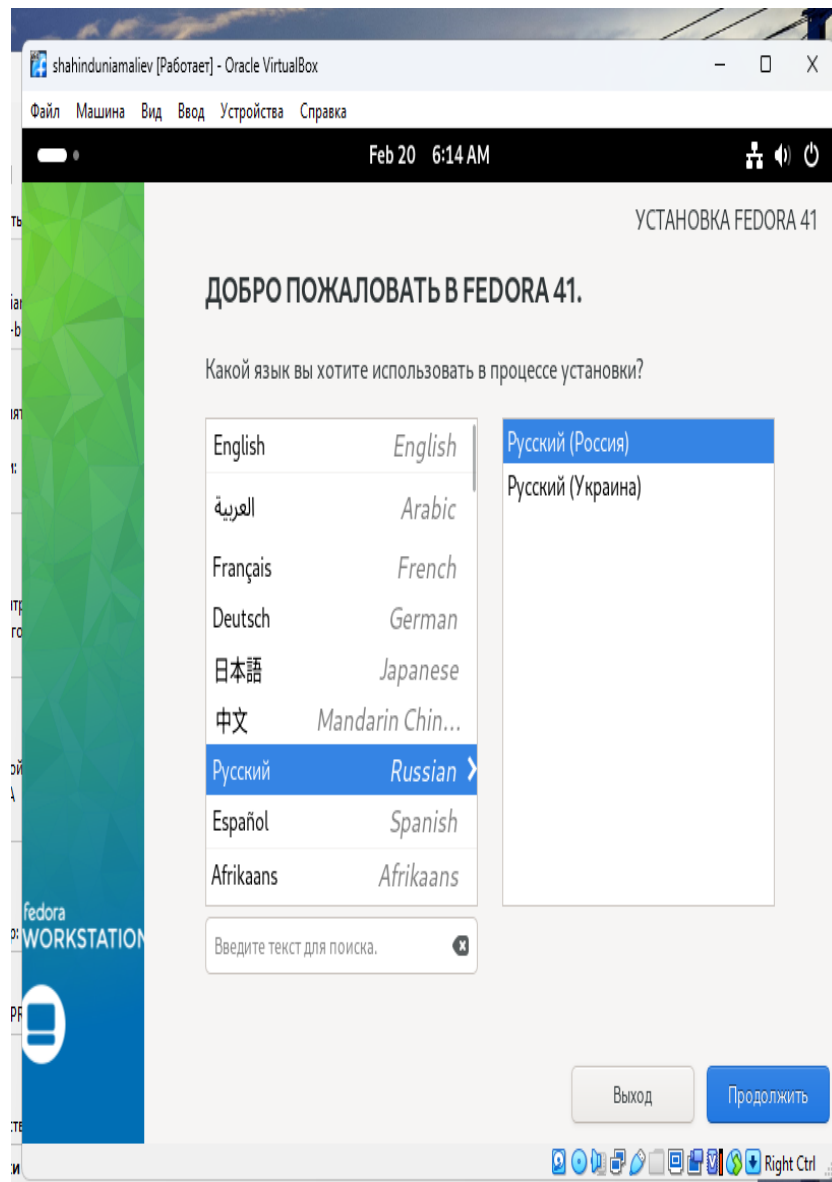 shahinduniamaliev [Работает] - Oracle VirtualBox
Файл Машина Вид Ввод Устройства Справка
Feb 20 6:14 AM
УСТАНОВКА FEDORA 41
ДОБРО ПОЖАЛОВАТЬ В FEDORA 41.
Какой язык вы хотите использовать в процессе установки?
English English
العربية Arabic
Français French
Deutsch German
日本語 Japanese
中文 Mandarin Chin...
Русский Russian
Español Spanish
Afrikaans Afrikaans
Русский (Россия)
Русский (Украина)
Введите текст для поиска.
fedora
WORKSTATION
Выход Продолжить
Right Ctrl